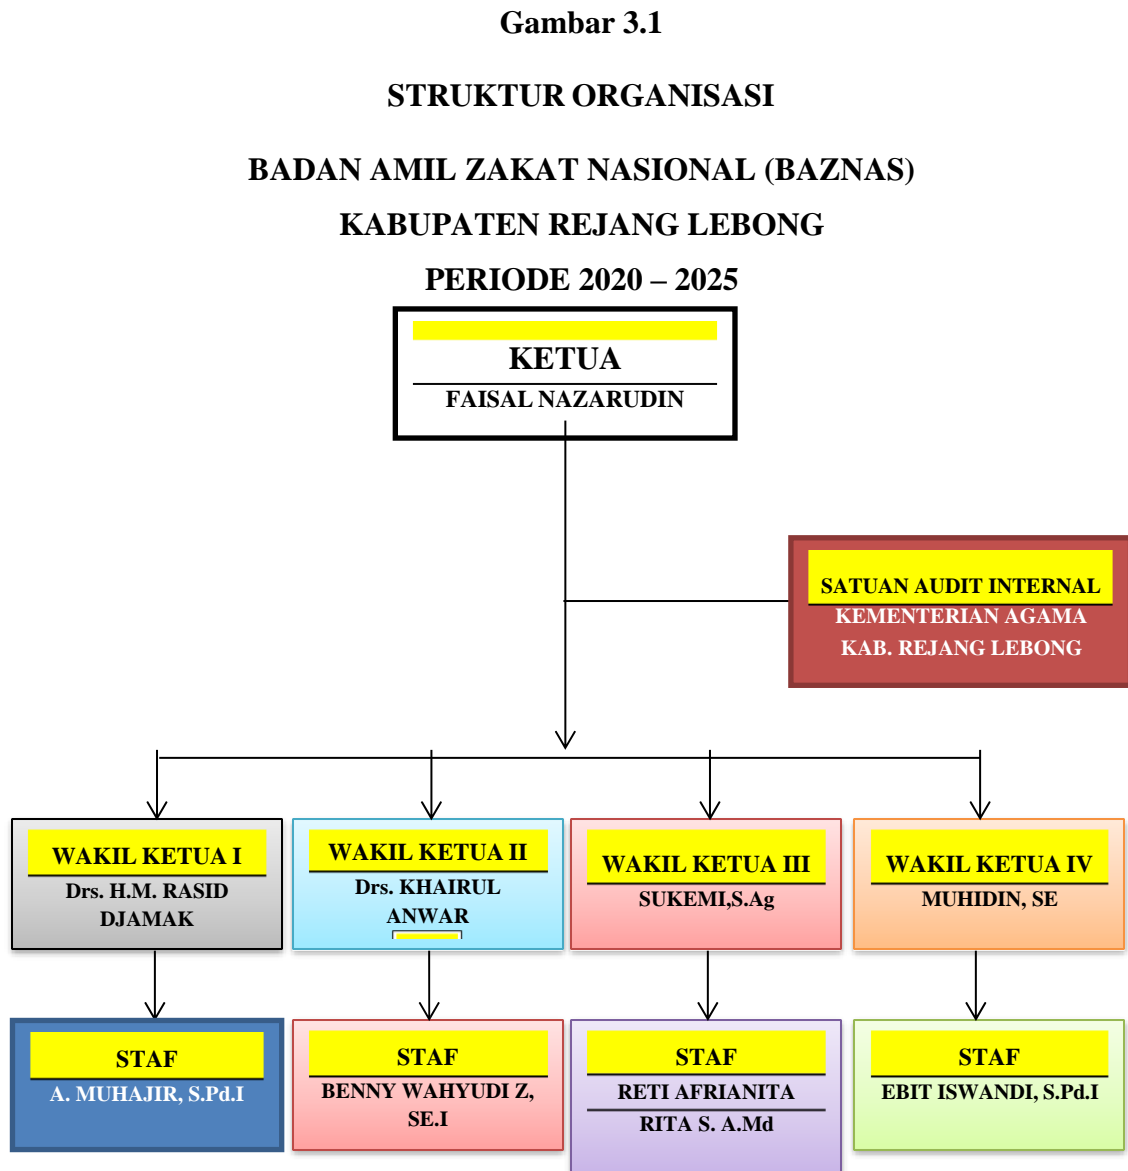 Gambar 3.1
STRUKTUR ORGANISASI
BADAN AMIL ZAKAT NASIONAL (BAZNAS)
KABUPATEN REJANG LEBONG
PERIODE 2020 – 2025
KETUA
FAISAL NAZARUDIN
SATUAN AUDIT INTERNAL
KEMENTERIAN AGAMA
KAB. REJANG LEBONG
WAKIL KETUA I
Drs. H.M. RASID
DJAMAK
WAKIL KETUA II
Drs. KHAIRUL
ANWAR
WAKIL KETUA III
SUKEMI,S.Ag
WAKIL KETUA IV
MUHIDIN, SE
STAF
A. MUHAJIR, S.Pd.I
STAF
BENNY WAHYUDI Z,
SE.I
STAF
RETI AFRIANITA
RITA S. A.Md
STAF
EBIT ISWANDI, S.Pd.I